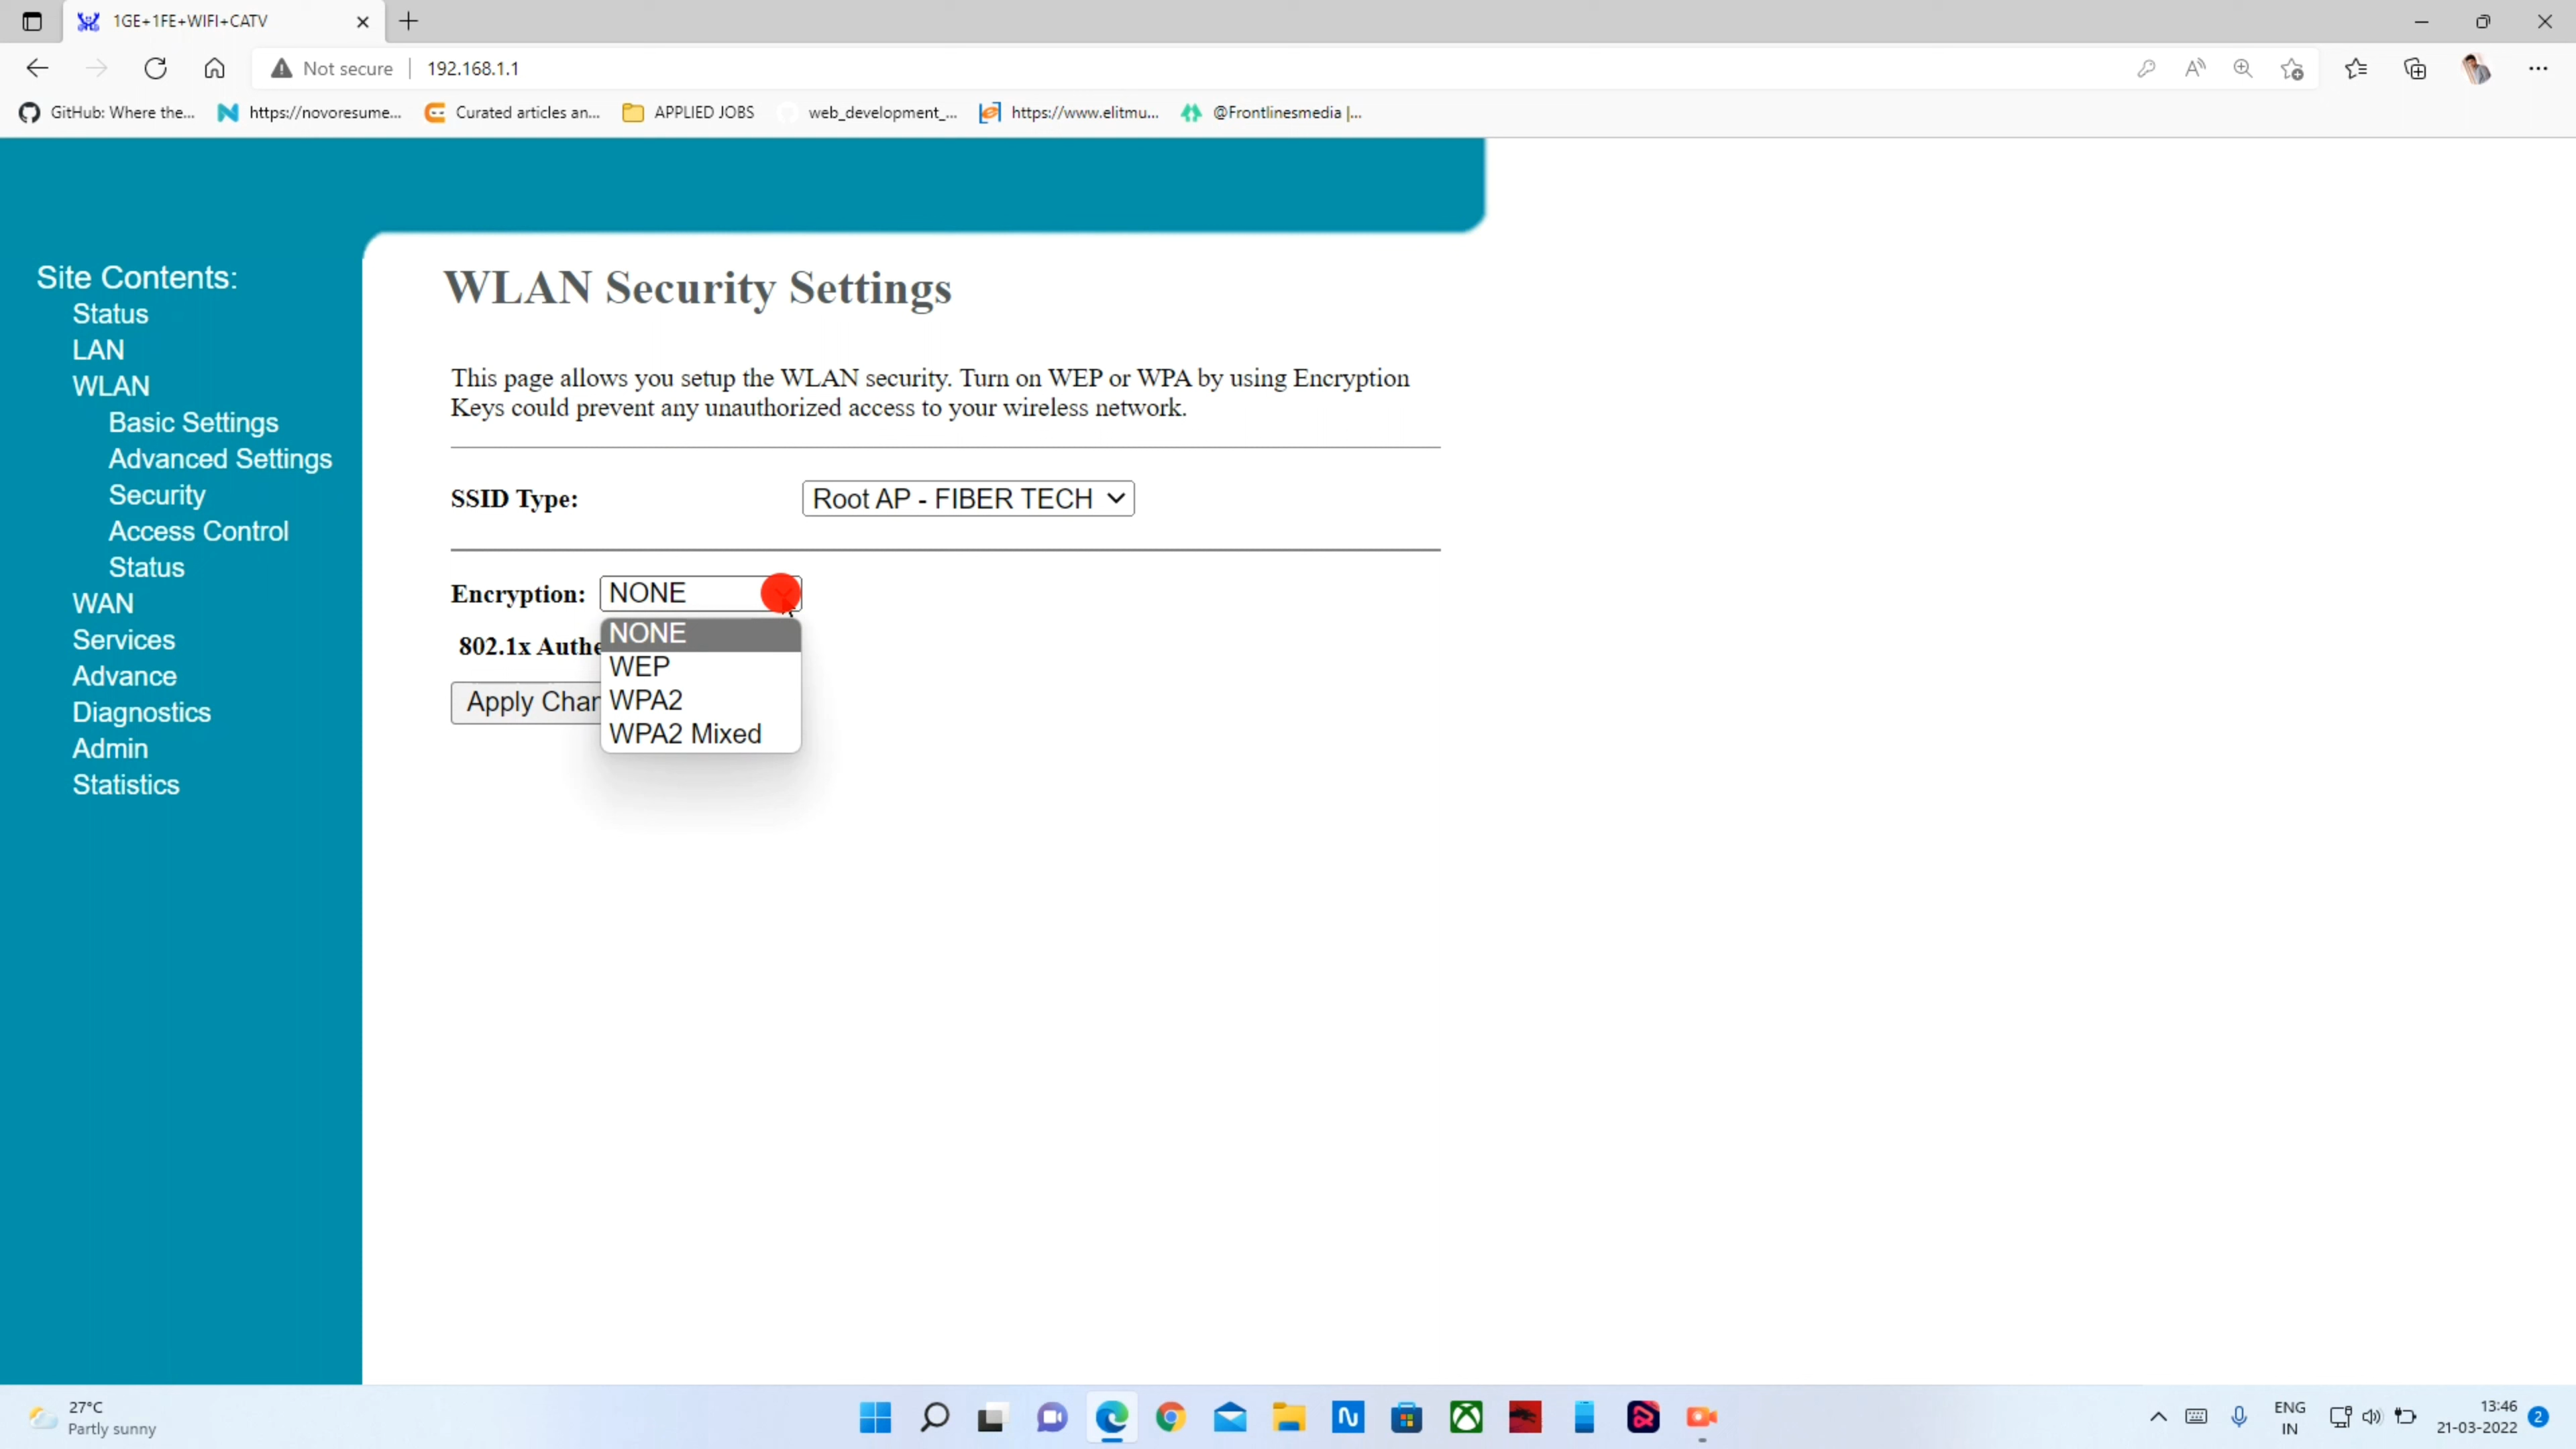 1GE+1FE+WIFI+CATV
Not secure
192.168.1.1
GitHub: Where the...
https://novoresume...
Curated articles an...
APPLIED JOBS
web_development_...
https://www.elitmu...
@Frontlinesmedia |...
Site Contents:
Status
LAN
WLAN
Basic Settings
Advanced Settings
Security
Access Control
Status
WAN
Services
Advance
Diagnostics
Admin
Statistics
WLAN Security Settings
This page allows you setup the WLAN security. Turn on WEP or WPA by using Encryption
Keys could prevent any unauthorized access to your wireless network.
SSID Type:
Root AP - FIBER TECH
Encryption:
NONE
NONE
WEP
WPA2
WPA2 Mixed
802.1x Authe
Apply Chan
27°C
Partly sunny
ENG
IN
13:46
21-03-2022
2